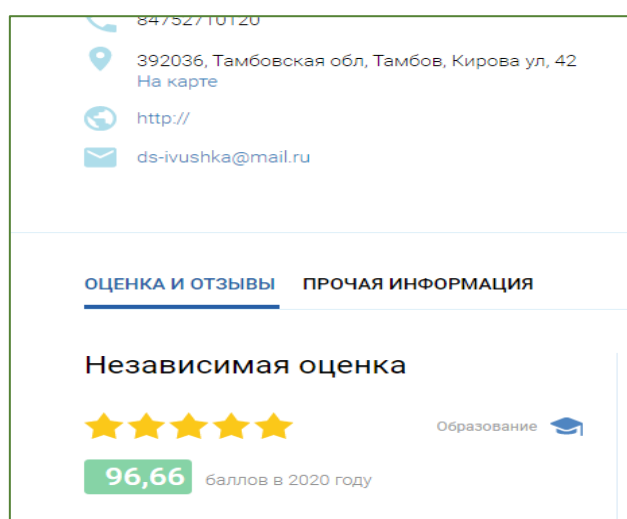 84752710120
392036, Тамбовская обл, Тамбов, Кирова ул, 42
На карте
http://
ds-ivushka@mail.ru
ОЦЕНКА И ОТЗЫВЫ ПРОЧАЯ ИНФОРМАЦИЯ
Независимая оценка
Образование
96,66 баллов в 2020 году